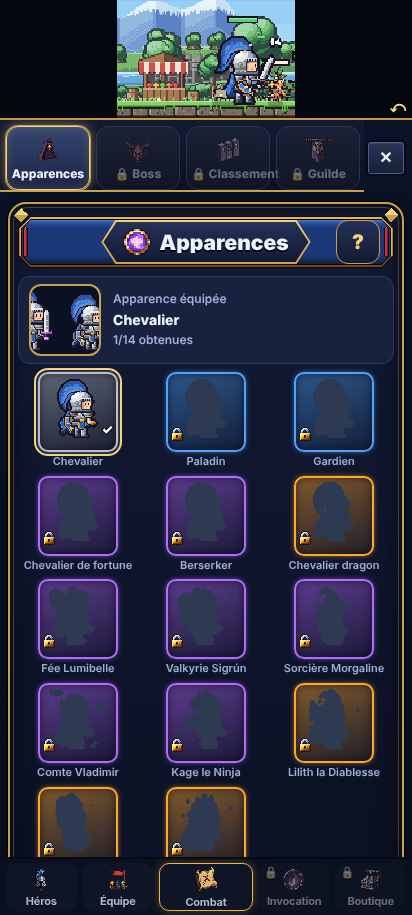 Apparences
Boss
Classement
Guilde
×
Apparences
?
Apparence équipée
Chevalier
1/14 obtenues
Chevalier
Paladin
Gardien
Chevalier de fortune
Berserker
Chevalier dragon
Fée Lumibelle
Valkyrie Sigrún
Sorcière Morgaline
Comte Vladimir
Kage le Ninja
Lilith la Diablesse
Héros
Équipe
Combat
Invocation
Boutique